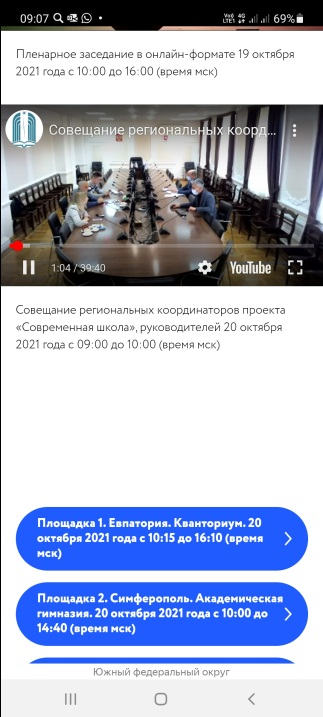 09:07
69%
Пленарное заседание в онлайн-формате 19 октября
2021 года с 10:00 до 16:00 (время мск)
Совещание региональных коорд...
1:04 / 39:40
YouTube
Совещание региональных координаторов проекта
«Современная школа», руководителей 20 октября
2021 года с 09:00 до 10:00 (время мск)
Площадка 1. Евпатория. Кванториум. 20
октября 2021 года с 10:15 до 16:10 (время
мск)
Площадка 2. Симферополь. Академическая
гимназия. 20 октября 2021 года с 10:00 до
14:40 (время мск)
Южный федеральный округ